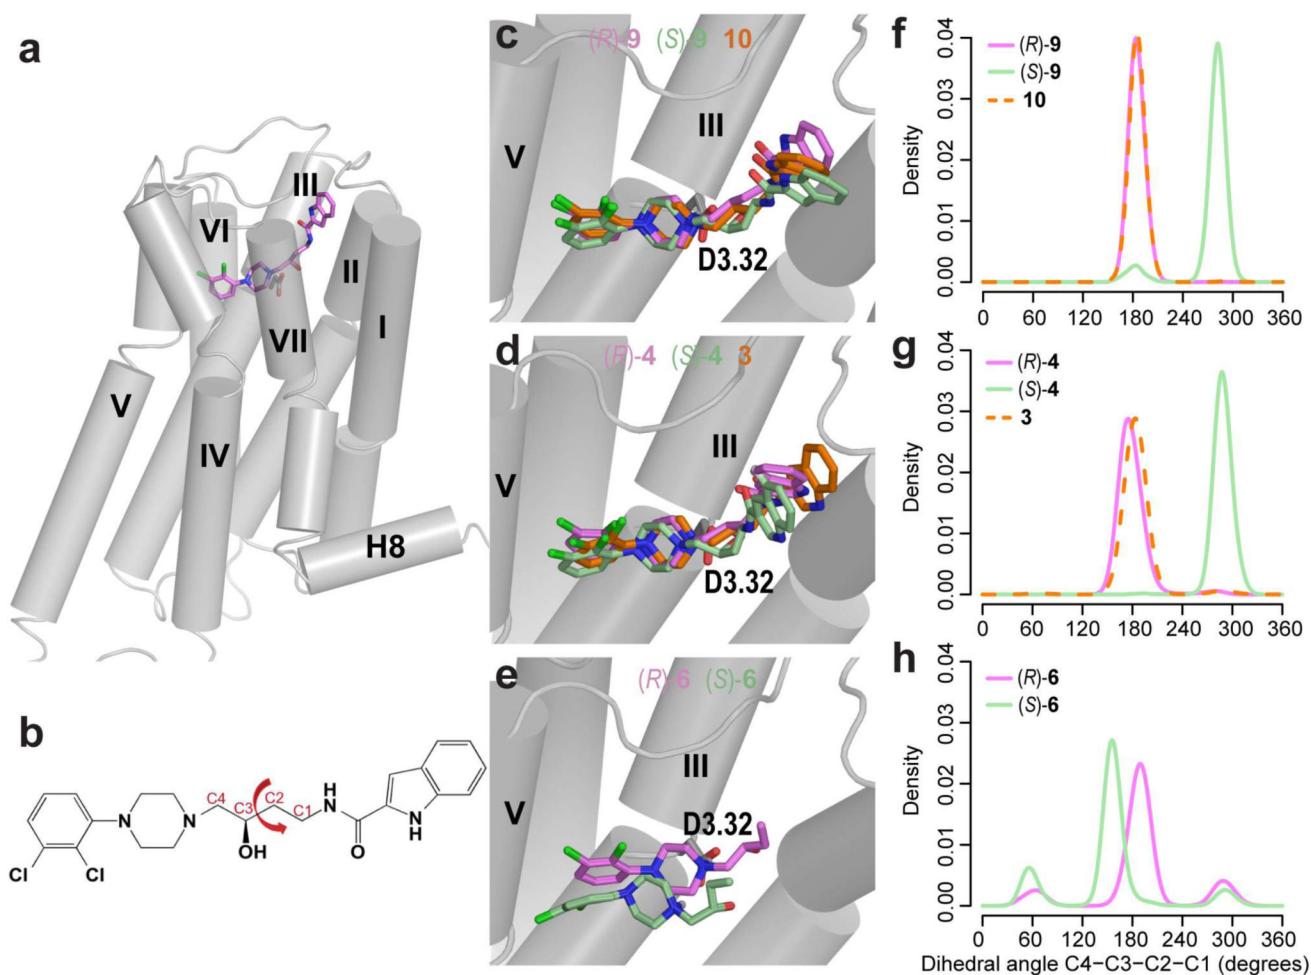 a
III
VI
II
VII
I
V
IV
H8
b
H
N
C4
C2
C3
C1
N
N
OH
O
N
H
Cl
Cl
c
(R)-9 (S)-9 10
V
III
D3.32
d
(R)-4 (S)-4 3
V
III
D3.32
e
(R)-6 (S)-6
V
III
D3.32
f
0.04
0.03
0.02
0.01
0.00
Density
(R)-9
(S)-9
10
0 60 120 180 240 300 360
g
0.04
0.03
0.02
0.01
0.00
Density
(R)-4
(S)-4
3
0 60 120 180 240 300 360
h
0.04
0.03
0.02
0.01
0.00
Density
(R)-6
(S)-6
0 60 120 180 240 300 360
Dihedral angle C4−C3−C2−C1 (degrees)